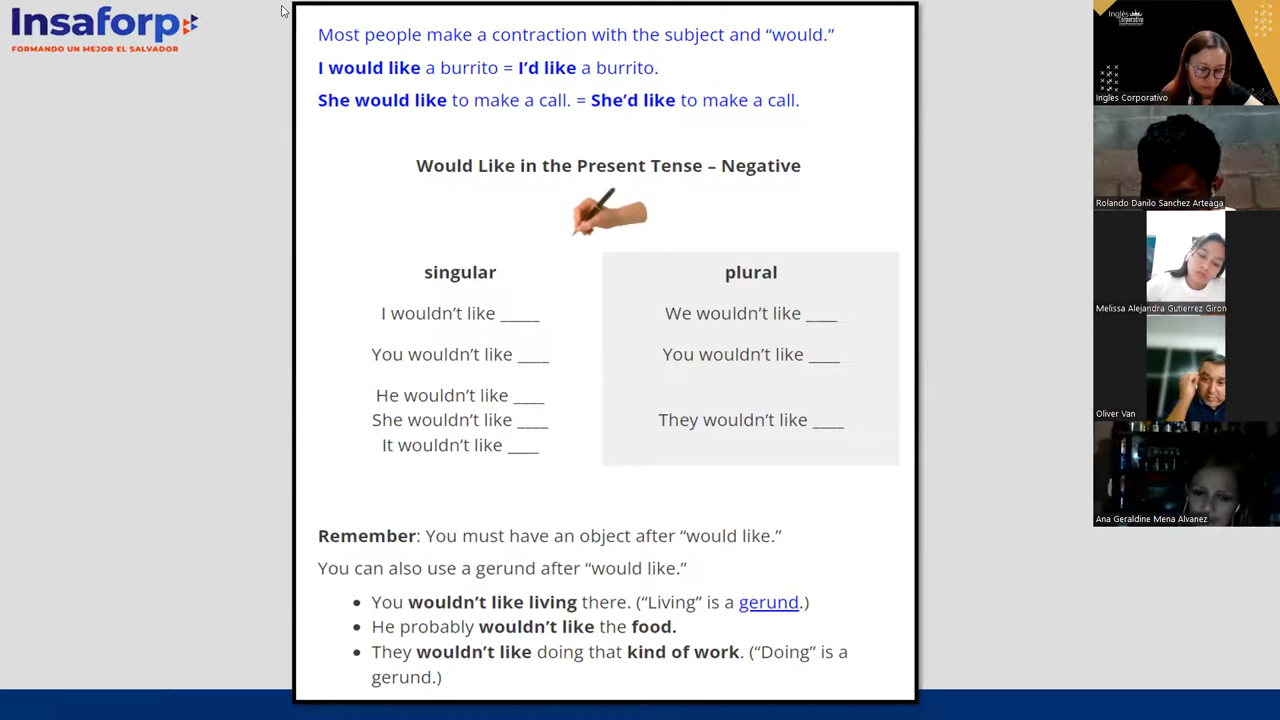 Insaforp
FORMANDO UN MEJOR EL SALVADOR
Most people make a contraction with the subject and “would.”
I would like a burrito = I’d like a burrito.
She would like to make a call. = She’d like to make a call.
Would Like in the Present Tense – Negative
singular
I wouldn’t like _____
You wouldn’t like ____
He wouldn’t like ____
She wouldn’t like ____
It wouldn’t like ____
plural
We wouldn’t like ____
You wouldn’t like ____
They wouldn’t like ____
Remember: You must have an object after “would like.”
You can also use a gerund after “would like.”
• You wouldn’t like living there. (“Living” is a gerund.)
• He probably wouldn’t like the food.
• They wouldn’t like doing that kind of work. (“Doing” is a
gerund.)
Inglés
Corporativo
Ingles Corporativo
Rolando Danilo Sanchez Arteaga
Melissa Alejandra Gutierrez Giron
Oliver Van
Ana Geraldine Mena Alvanez